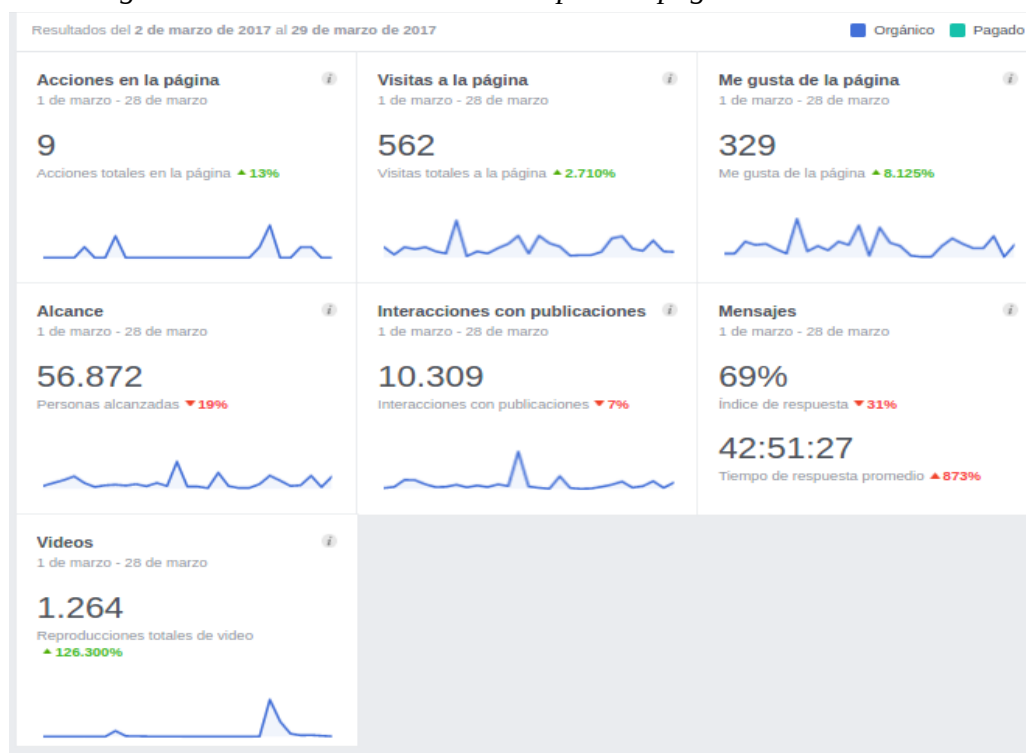 Resultados del 2 de marzo de 2017 al 29 de marzo de 2017
Orgánico Pagado
Acciones en la página
1 de marzo - 28 de marzo
9
Acciones totales en la página 13%
Visitas a la página
1 de marzo - 28 de marzo
562
Visitas totales a la página 2.710%
Me gusta de la página
1 de marzo - 28 de marzo
329
Me gusta de la página 8.125%
Alcance
1 de marzo - 28 de marzo
56.872
Personas alcanzadas 19%
Interacciones con publicaciones
1 de marzo - 28 de marzo
10.309
Interacciones con publicaciones 7%
Mensajes
1 de marzo - 28 de marzo
69%
Índice de respuesta 31%
42:51:27
Tiempo de respuesta promedio 873%
Videos
1 de marzo - 28 de marzo
1.264
Reproducciones totales de video
126.300%